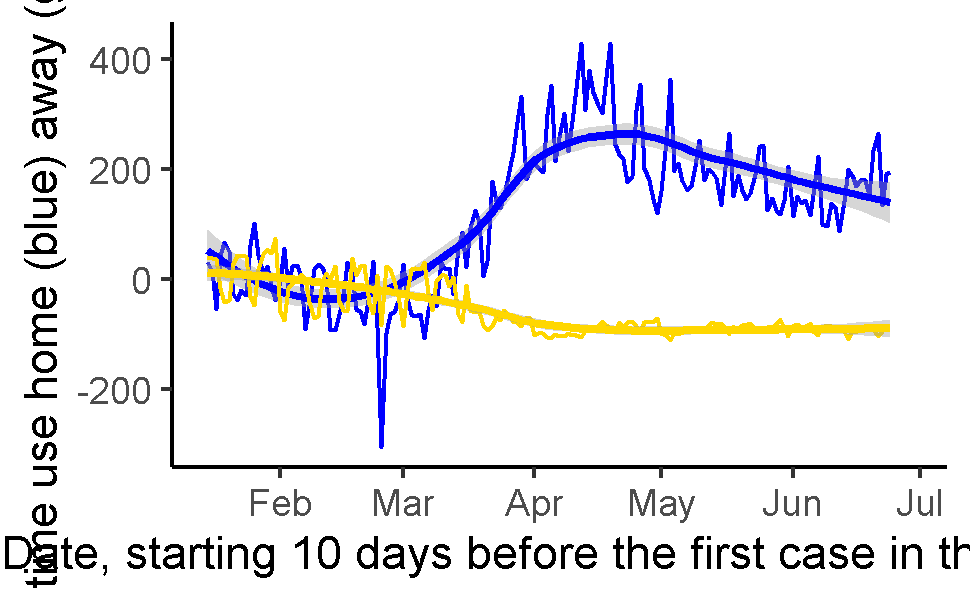 time use home (blue) away (
400
200
0
-200
Feb Mar Apr May Jun Jul
Date, starting 10 days before the first case in th